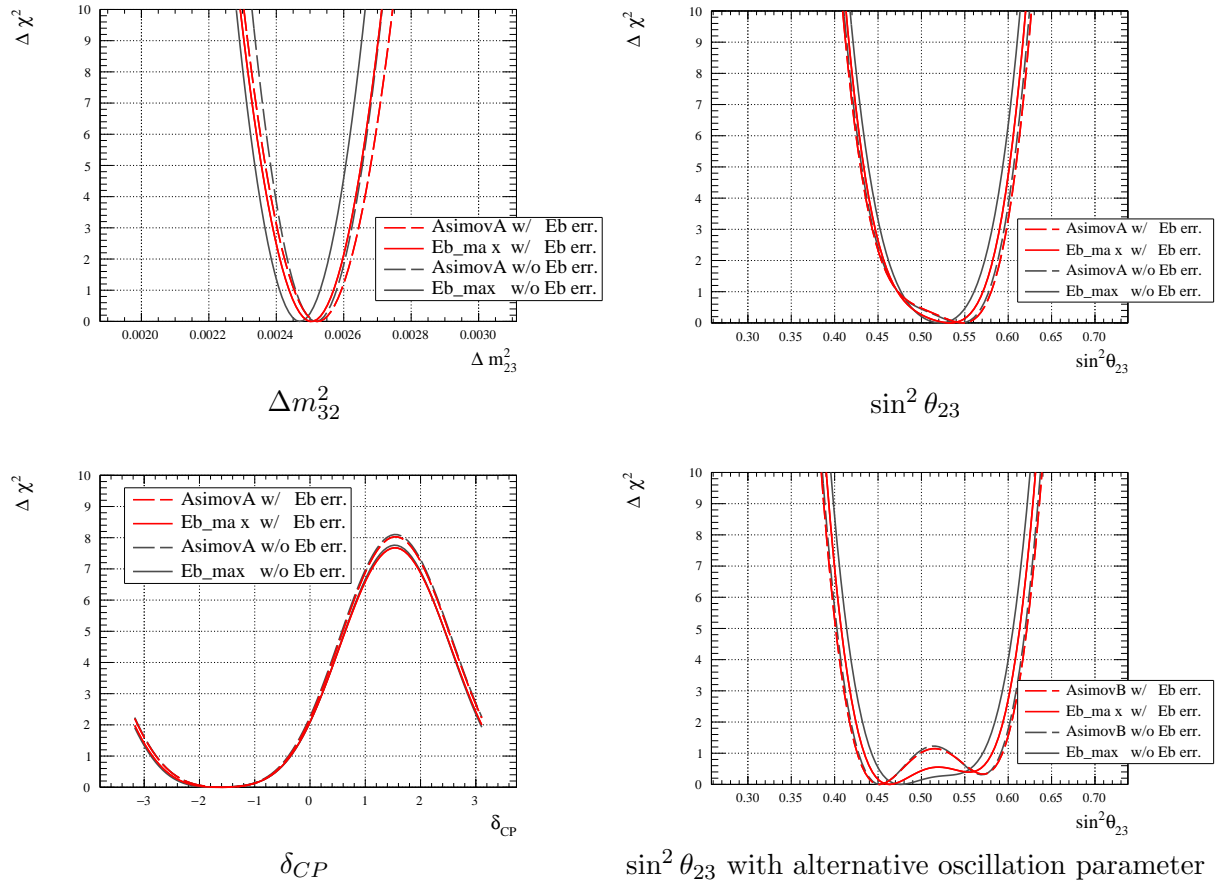 Δ χ²
10
9
8
7
6
5
4
3
2
1
0
0.0020 0.0022 0.0024 0.0026 0.0028 0.0030
Δ m²₂₃
AsimovA w/ Eb err.
Eb_ma x w/ Eb err.
AsimovA w/o Eb err.
Eb_max w/o Eb err.
Δm²₃₂
Δ χ²
10
9
8
7
6
5
4
3
2
1
0
0.30 0.35 0.40 0.45 0.50 0.55 0.60 0.65 0.70
sin²θ₂₃
AsimovA w/ Eb err.
Eb_ma x w/ Eb err.
AsimovA w/o Eb err.
Eb_max w/o Eb err.
sin² θ₂₃
Δ χ²
10
9
8
7
6
5
4
3
2
1
0
−3 −2 −1 0 1 2 3
δCP
AsimovA w/ Eb err.
Eb_ma x w/ Eb err.
AsimovA w/o Eb err.
Eb_max w/o Eb err.
δCP
Δ χ²
10
9
8
7
6
5
4
3
2
1
0
0.30 0.35 0.40 0.45 0.50 0.55 0.60 0.65 0.70
sin²θ₂₃
AsimovB w/ Eb err.
Eb_ma x w/ Eb err.
AsimovB w/o Eb err.
Eb_max w/o Eb err.
sin² θ₂₃ with alternative oscillation parameter